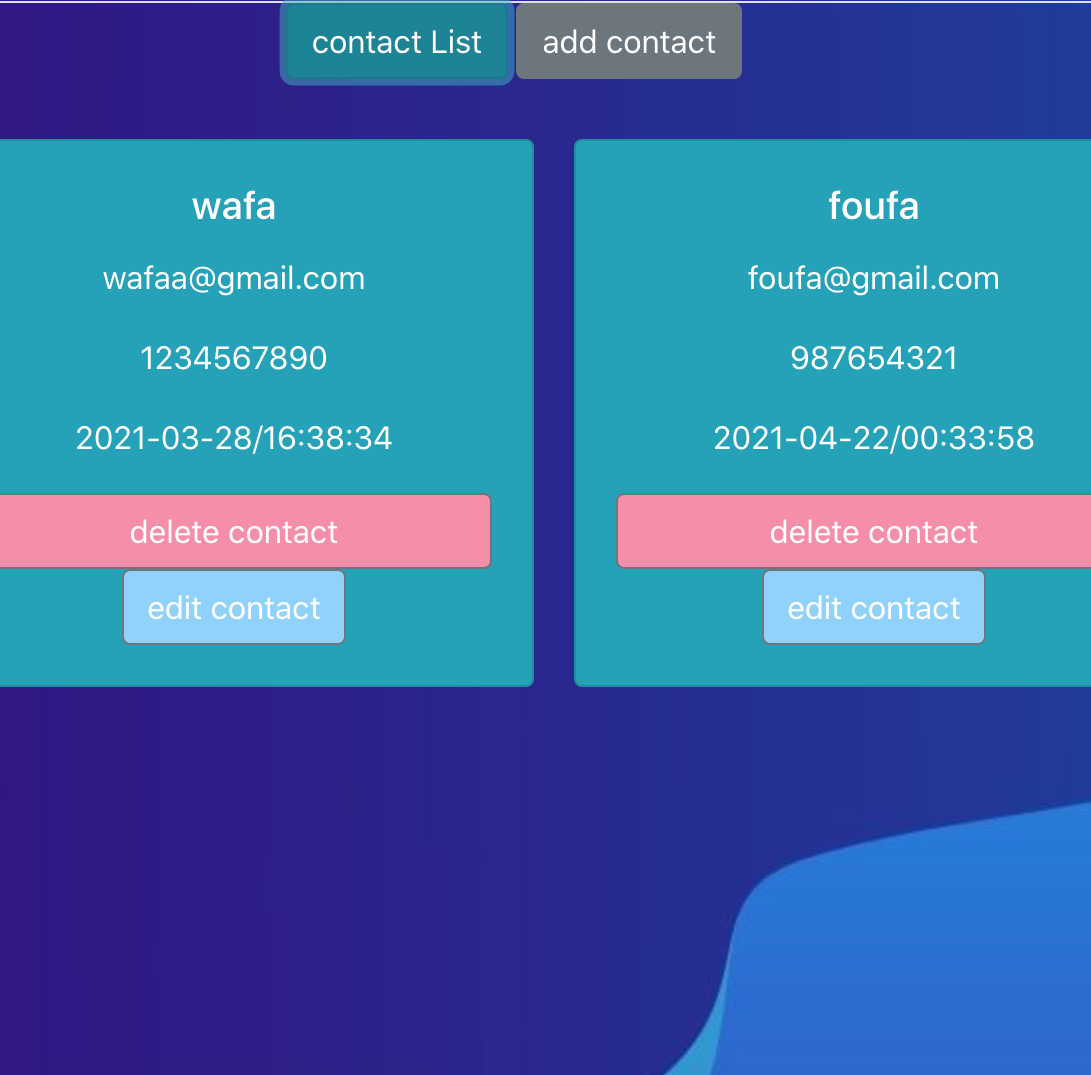 contact List add contact
wafa
wafaa@gmail.com
1234567890
2021-03-28/16:38:34
delete contact
edit contact
foufa
foufa@gmail.com
987654321
2021-04-22/00:33:58
delete contact
edit contact